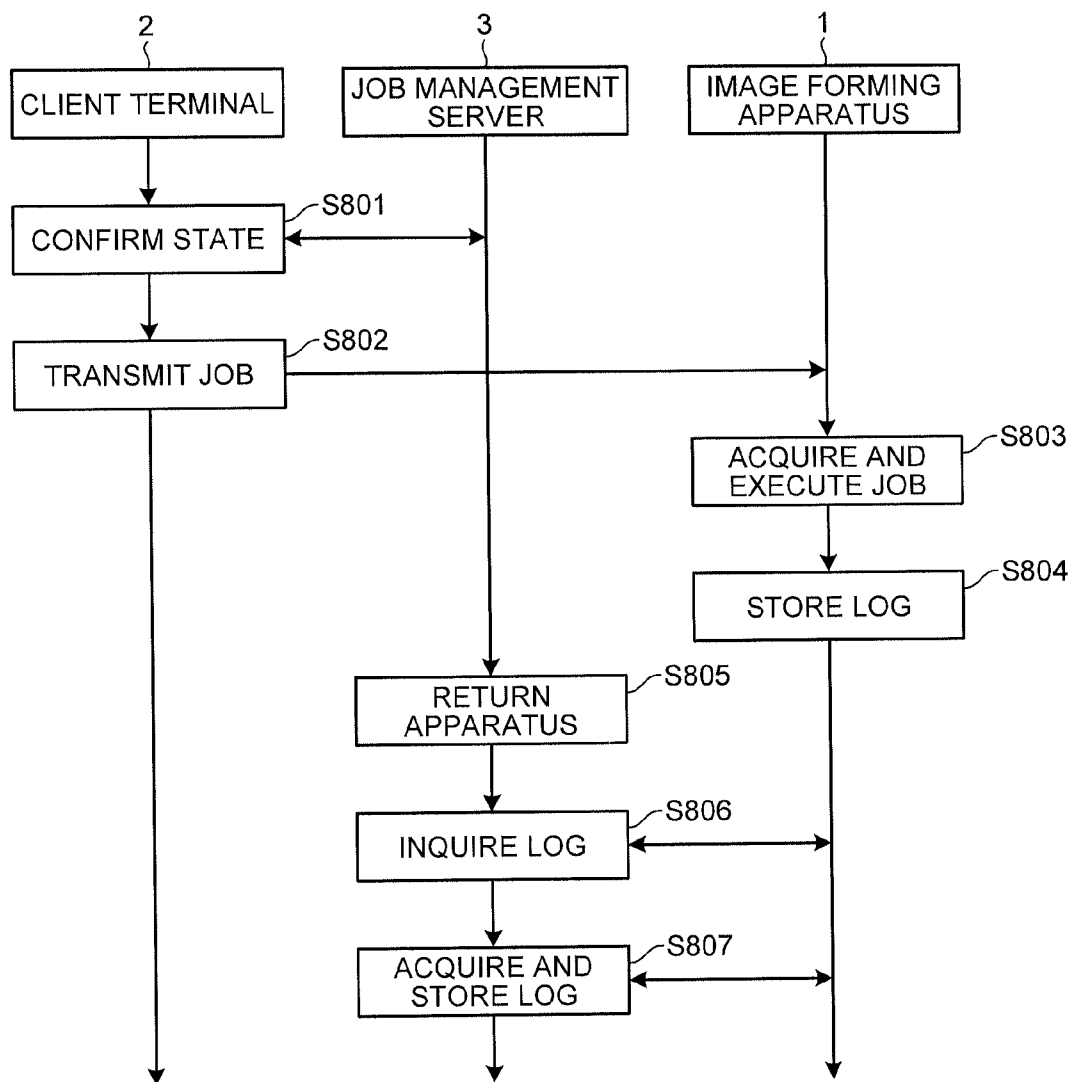 2
3
1
CLIENT TERMINAL
JOB MANAGEMENT
SERVER
IMAGE FORMING
APPARATUS
S801
CONFIRM STATE
S802
TRANSMIT JOB
S803
ACQUIRE AND
EXECUTE JOB
S804
STORE LOG
S805
RETURN
APPARATUS
S806
INQUIRE LOG
S807
ACQUIRE AND
STORE LOG